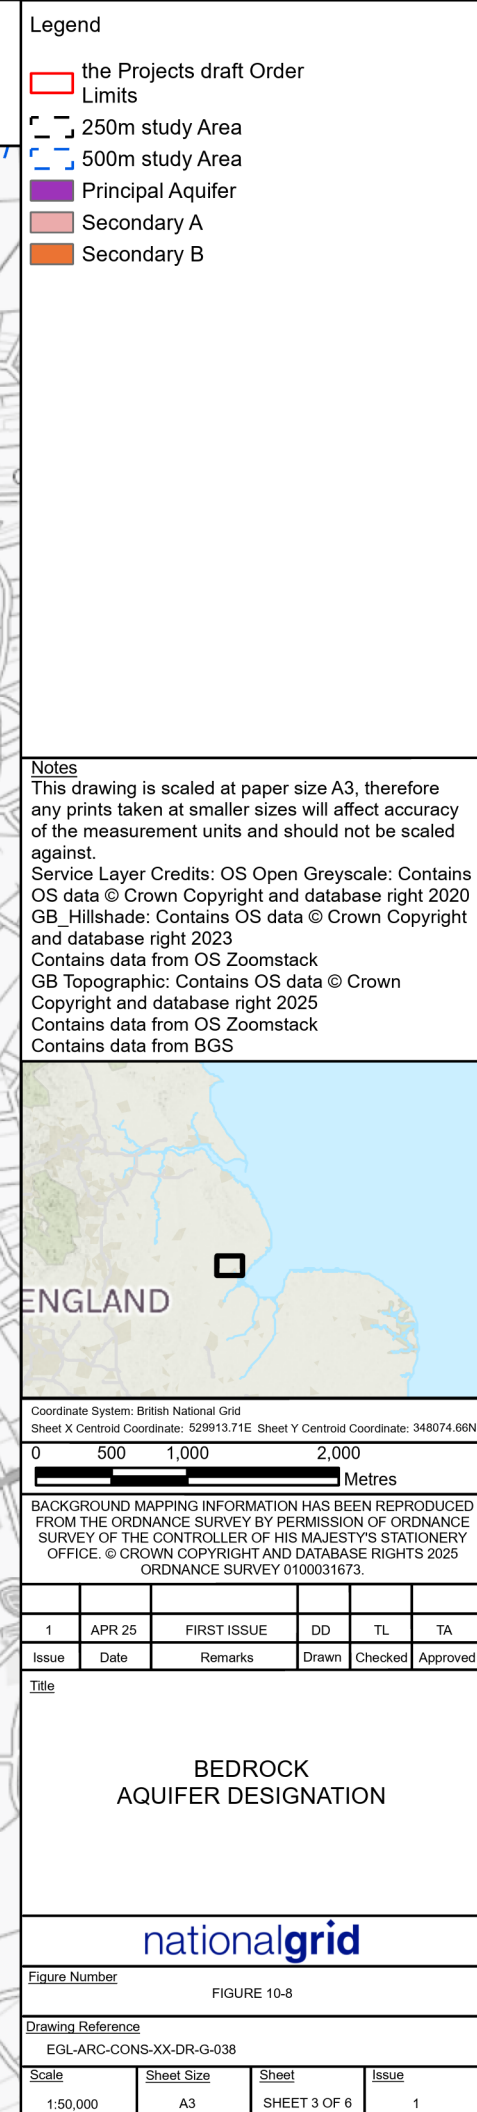 Legend
the Projects draft Order
Limits
250m study Area
500m study Area
Principal Aquifer
Secondary A
Secondary B
Notes
This drawing is scaled at paper size A3, therefore
any prints taken at smaller sizes will affect accuracy
of the measurement units and should not be scaled
against.
Service Layer Credits: OS Open Greyscale: Contains
OS data © Crown Copyright and database right 2020
GB_Hillshade: Contains OS data © Crown Copyright
and database right 2023
Contains data from OS Zoomstack
GB Topographic: Contains OS data © Crown
Copyright and database right 2025
Contains data from OS Zoomstack
Contains data from BGS
ENGLAND
Coordinate System: British National Grid
Sheet X Centroid Coordinate: 529913.71E Sheet Y Centroid Coordinate: 348074.66N
0 500 1,000 2,000
Metres
BACKGROUND MAPPING INFORMATION HAS BEEN REPRODUCED
FROM THE ORDNANCE SURVEY BY PERMISSION OF ORDNANCE
SURVEY OF THE CONTROLLER OF HIS MAJESTY'S STATIONERY
OFFICE. © CROWN COPYRIGHT AND DATABASE RIGHTS 2025
ORDNANCE SURVEY 0100031673.
1 APR 25 FIRST ISSUE DD TL TA
Issue Date Remarks Drawn Checked Approved
Title
BEDROCK
AQUIFER DESIGNATION
nationalgrid
Figure Number
FIGURE 10-8
Drawing Reference
EGL-ARC-CONS-XX-DR-G-038
Scale Sheet Size Sheet Issue
1:50,000 A3 SHEET 3 OF 6 1